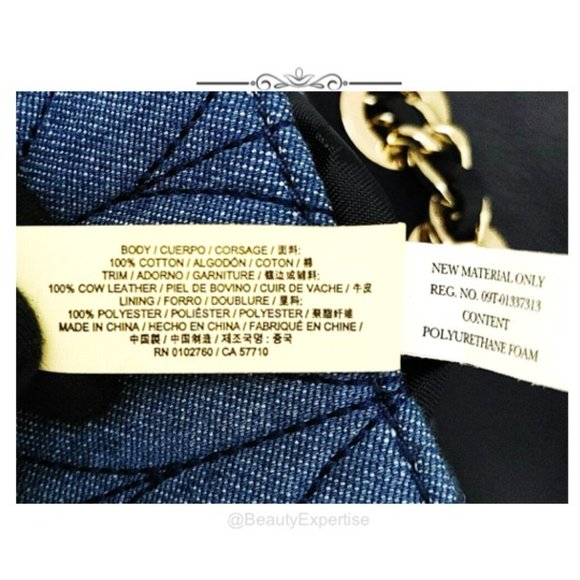 BODY / CUERPO / CORSAGE / 面料:
100% COTTON / ALGODÓN / COTON / 棉
TRIM / ADORNO / GARNITURE / 镶边或辅料:
100% COW LEATHER / PIEL DE BOVINO / CUIR DE VACHE / 牛皮
LINING / FORRO / DOUBLURE / 里料:
100% POLYESTER / POLIÉSTER / POLYESTER / 聚酯纤维
MADE IN CHINA / HECHO EN CHINA / FABRIQUÉ EN CHINE /
中國製 / 中国制造 / 제조국명 : 중국
RN 0102760 / CA 57710
NEW MATERIAL ONLY
REG. NO. 09T-01337313
CONTENT
POLYURETHANE FOAM
@BeautyExpertise